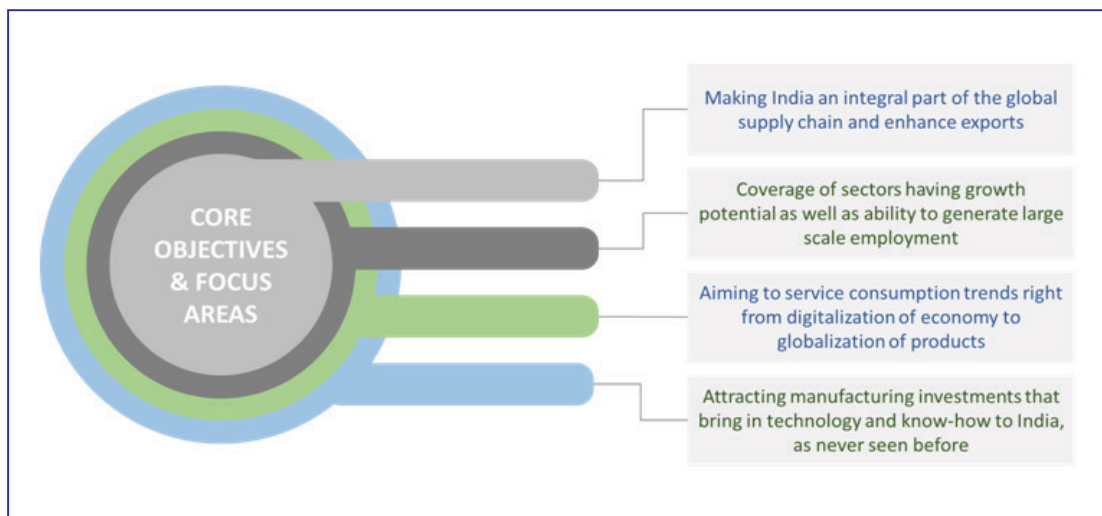 CORE
OBJECTIVES
& FOCUS
AREAS
Making India an integral part of the global
supply chain and enhance exports
Coverage of sectors having growth
potential as well as ability to generate large
scale employment
Aiming to service consumption trends right
from digitalization of economy to
globalization of products
Attracting manufacturing investments that
bring in technology and know-how to India,
as never seen before